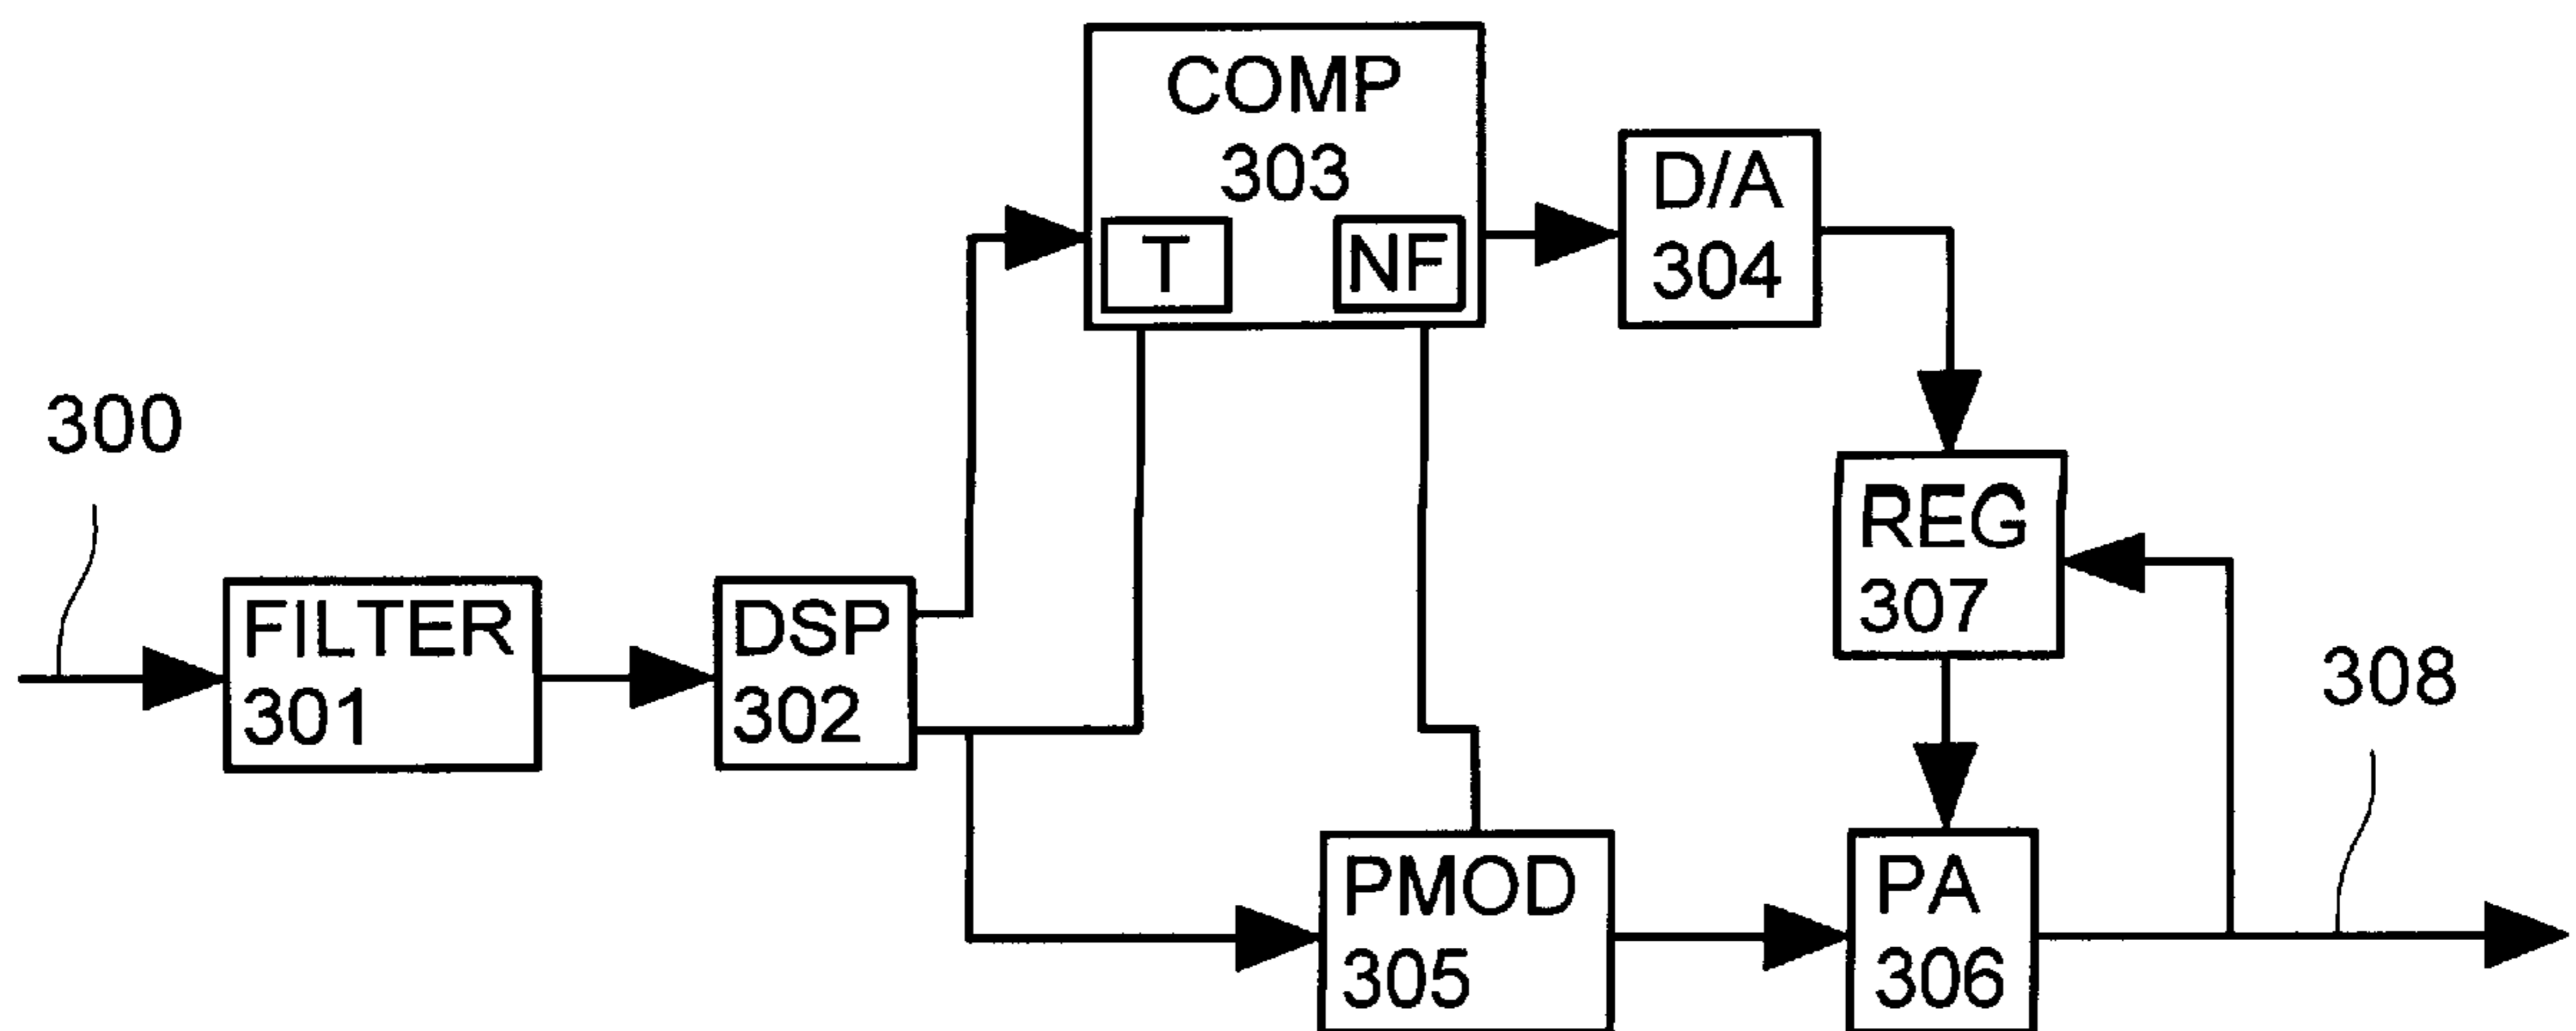 COMP
303
T
NF
D/A
304
300
REG
307
FILTER
301
DSP
302
308
PMOD
305
PA
306